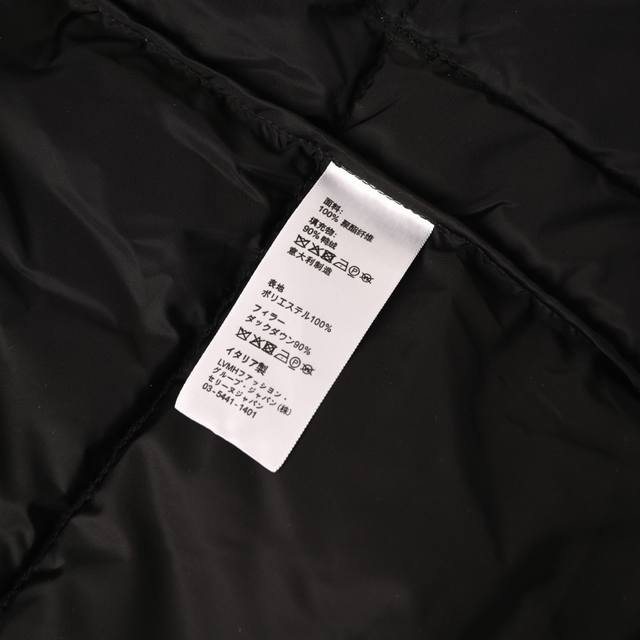 面料:
100% 聚酯纤维
填充物:
90% 鸭绒
意大利制造
表地
ポリエステル100%
フィラー
ダックダウン90%
イタリア製
LVMHファッション・
グループ・ジャパン(株)
セリーヌジャパン
03-5441-1401